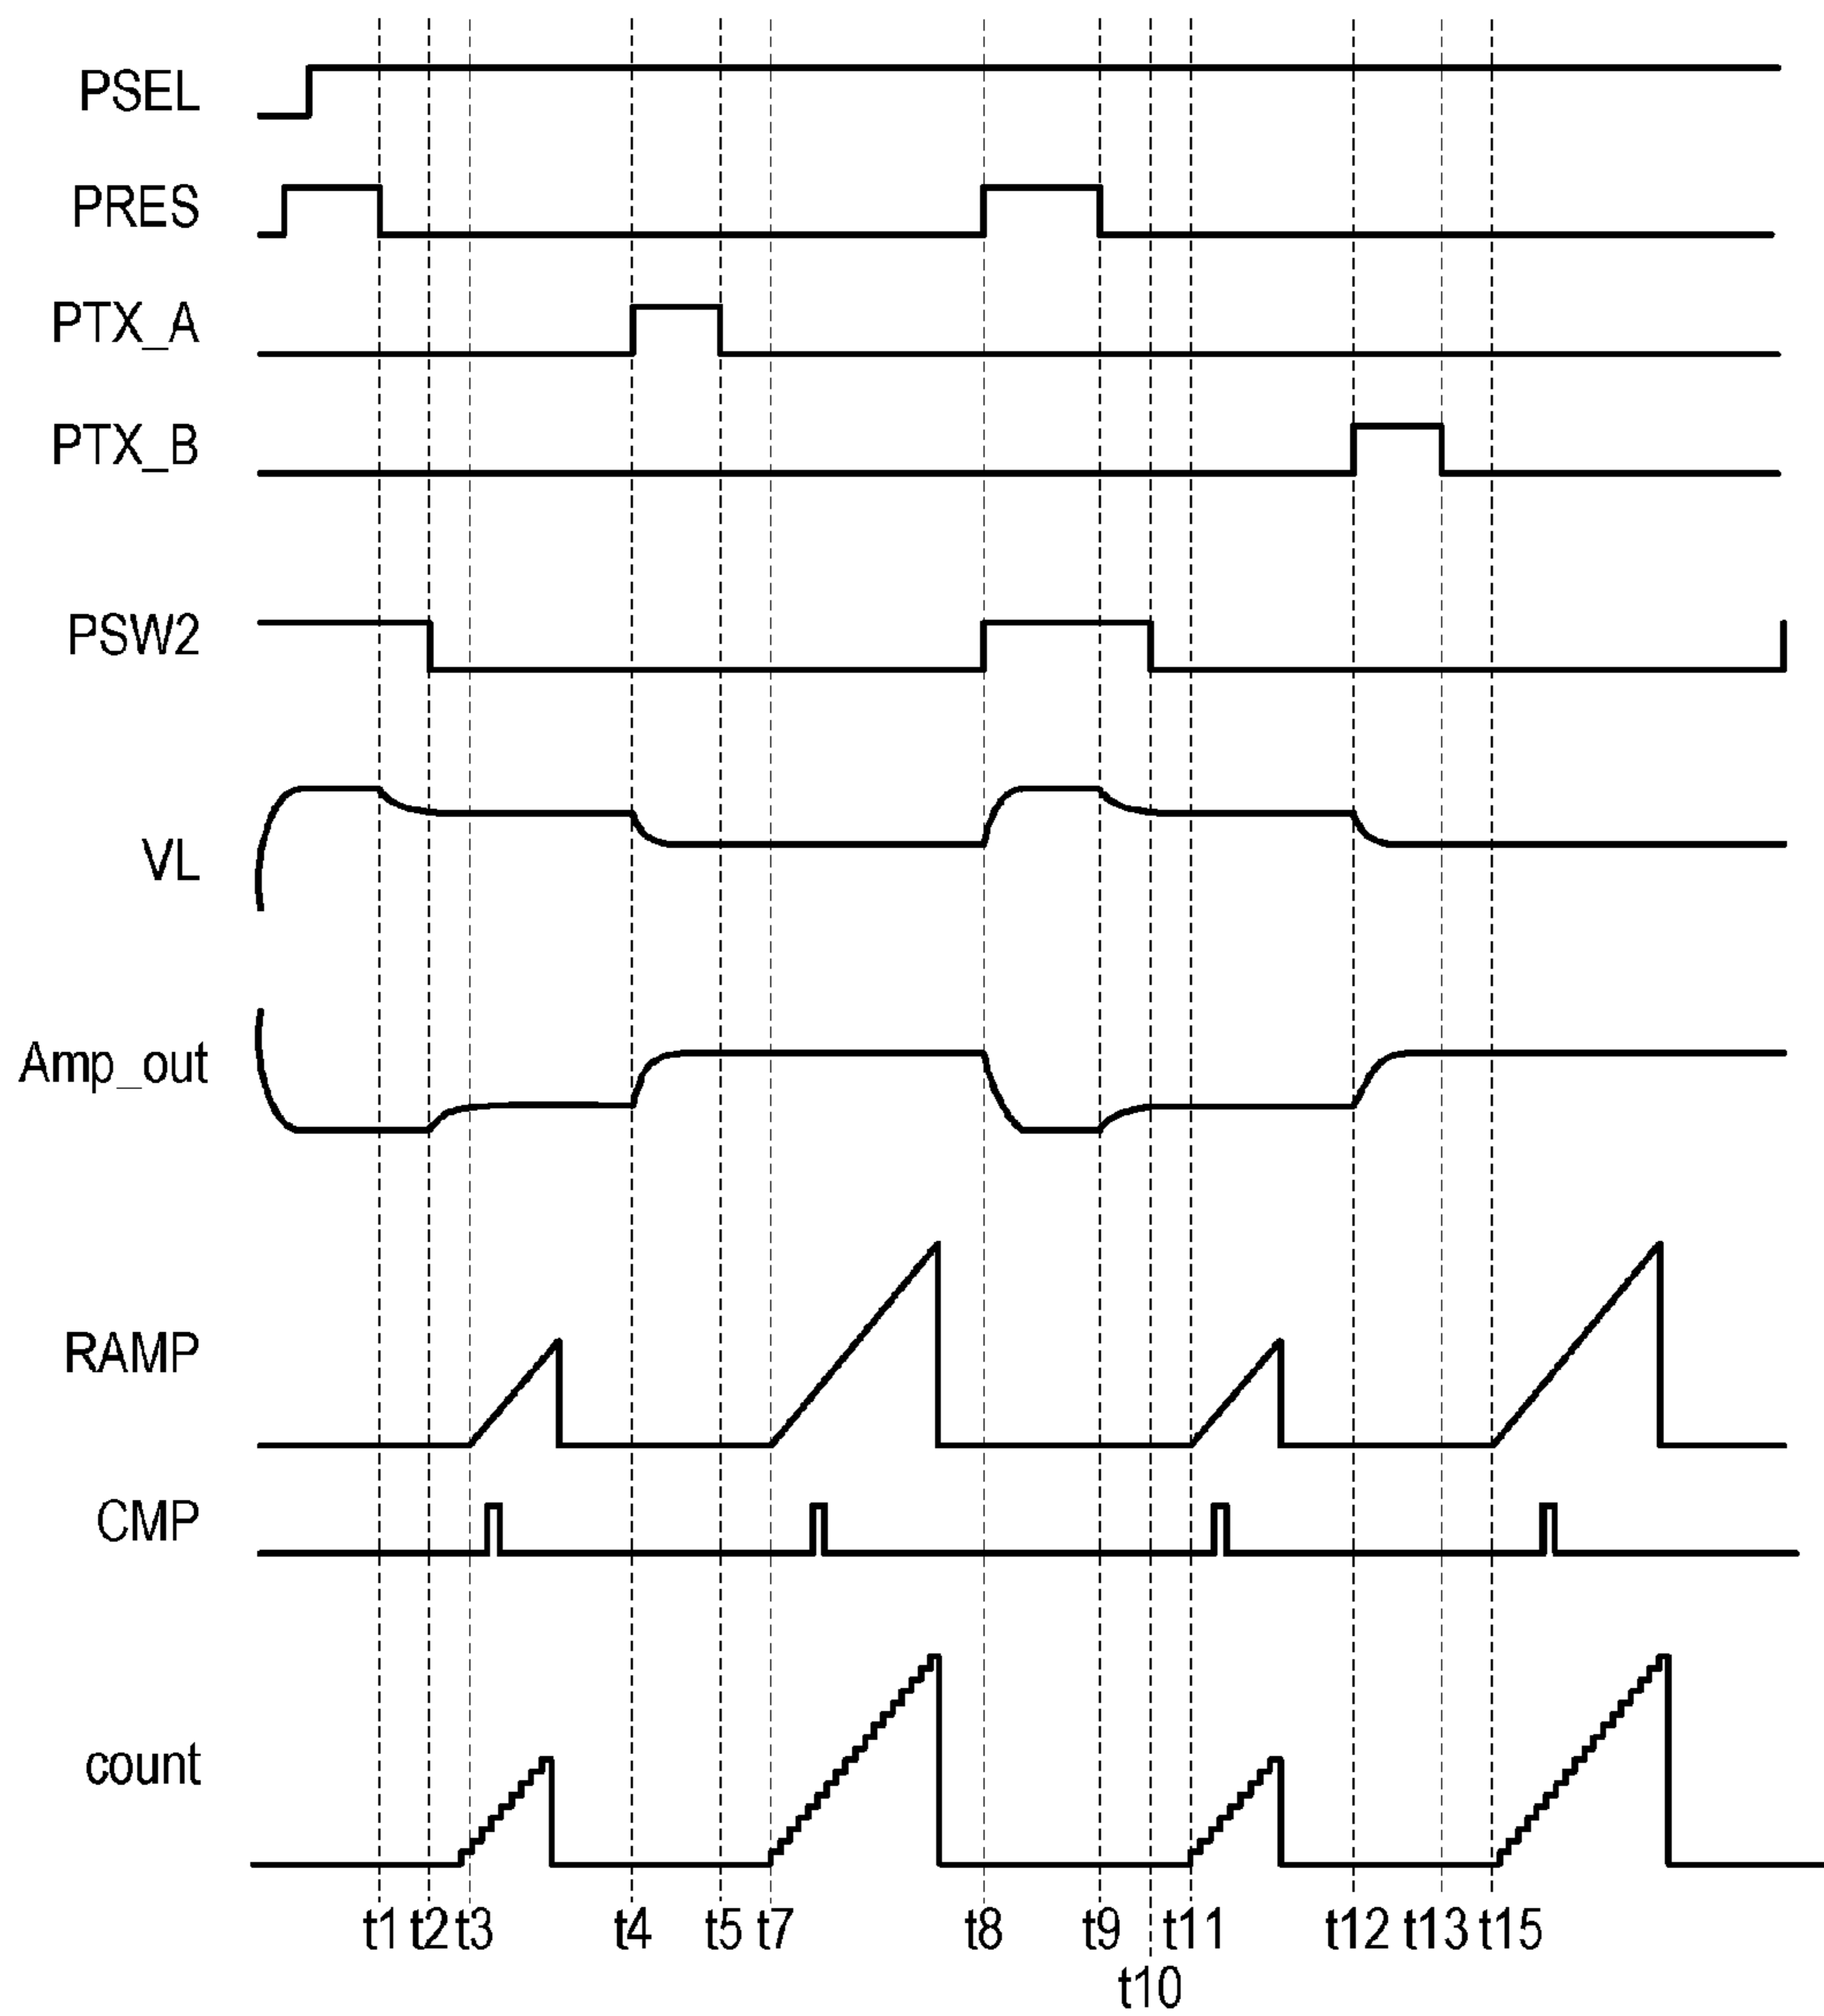 PSEL
PRES
PTX_A
PTX_B
PSW2
VL
Amp_out
RAMP
CMP
count
t1 t2 t3 t4 t5 t7 t8 t9 t11 t12 t13 t15
t10